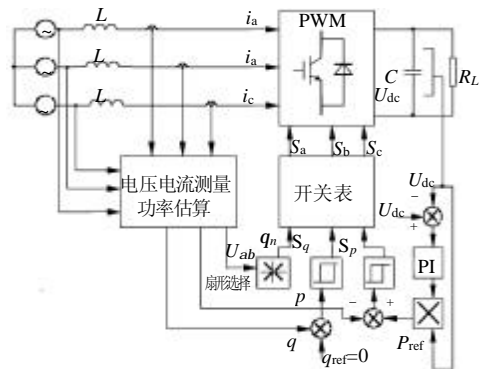 L
i_a
PWM
L
i_a
C
R_L
U_dc
L
i_c
S_a
S_b
S_c
电压电流测量
功率估算
开关表
U_dc
−
U_dc
+
U_ab
q_n
S_q
S_p
扇形选择
PI
p
−
+
q
q_ref=0
P_ref